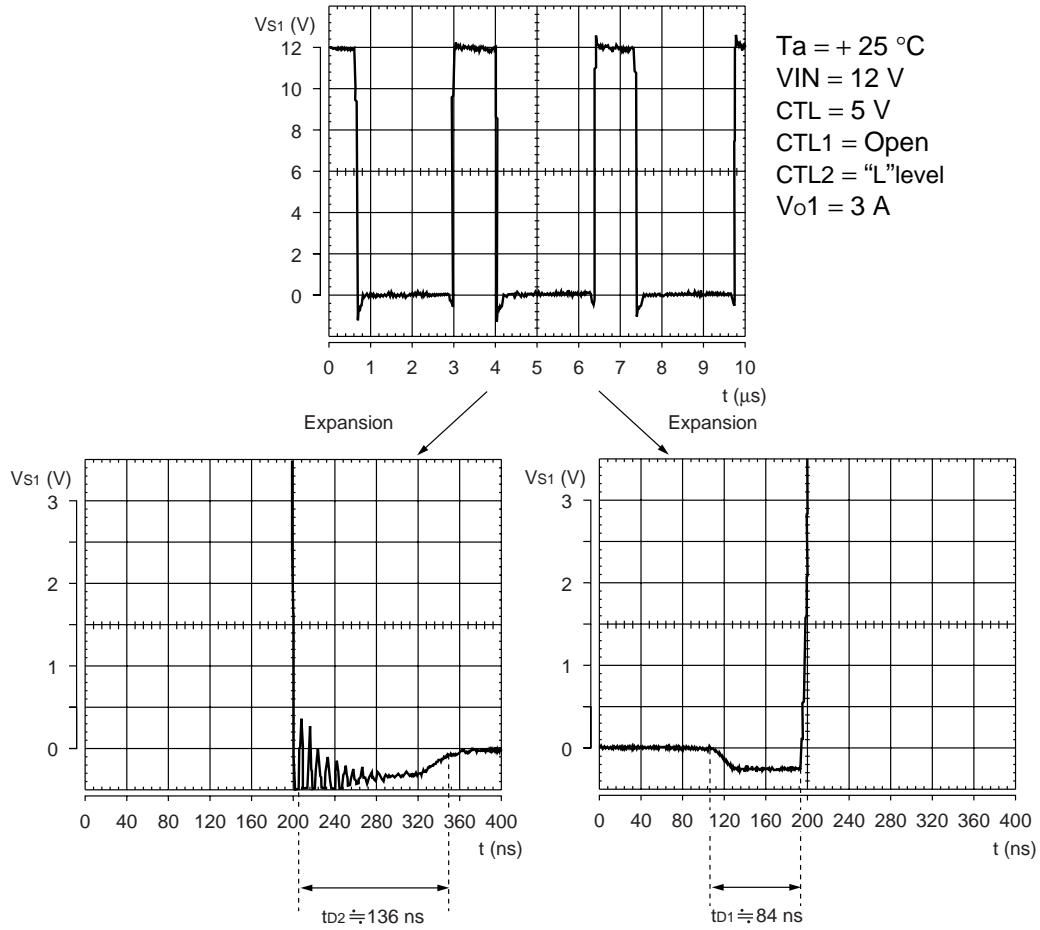 VS1 (V)
12
10
8
6
4
2
0
0 1 2 3 4 5 6 7 8 9 10
t (μs)
Ta = + 25 °C
VIN = 12 V
CTL = 5 V
CTL1 = Open
CTL2 = “L”level
Vo1 = 3 A
Expansion
Expansion
VS1 (V)
3
2
1
0
0 40 80 120 160 200 240 280 320 360 400
t (ns)
tD2≒136 ns
VS1 (V)
3
2
1
0
0 40 80 120 160 200 240 280 320 360 400
t (ns)
tD1≒84 ns